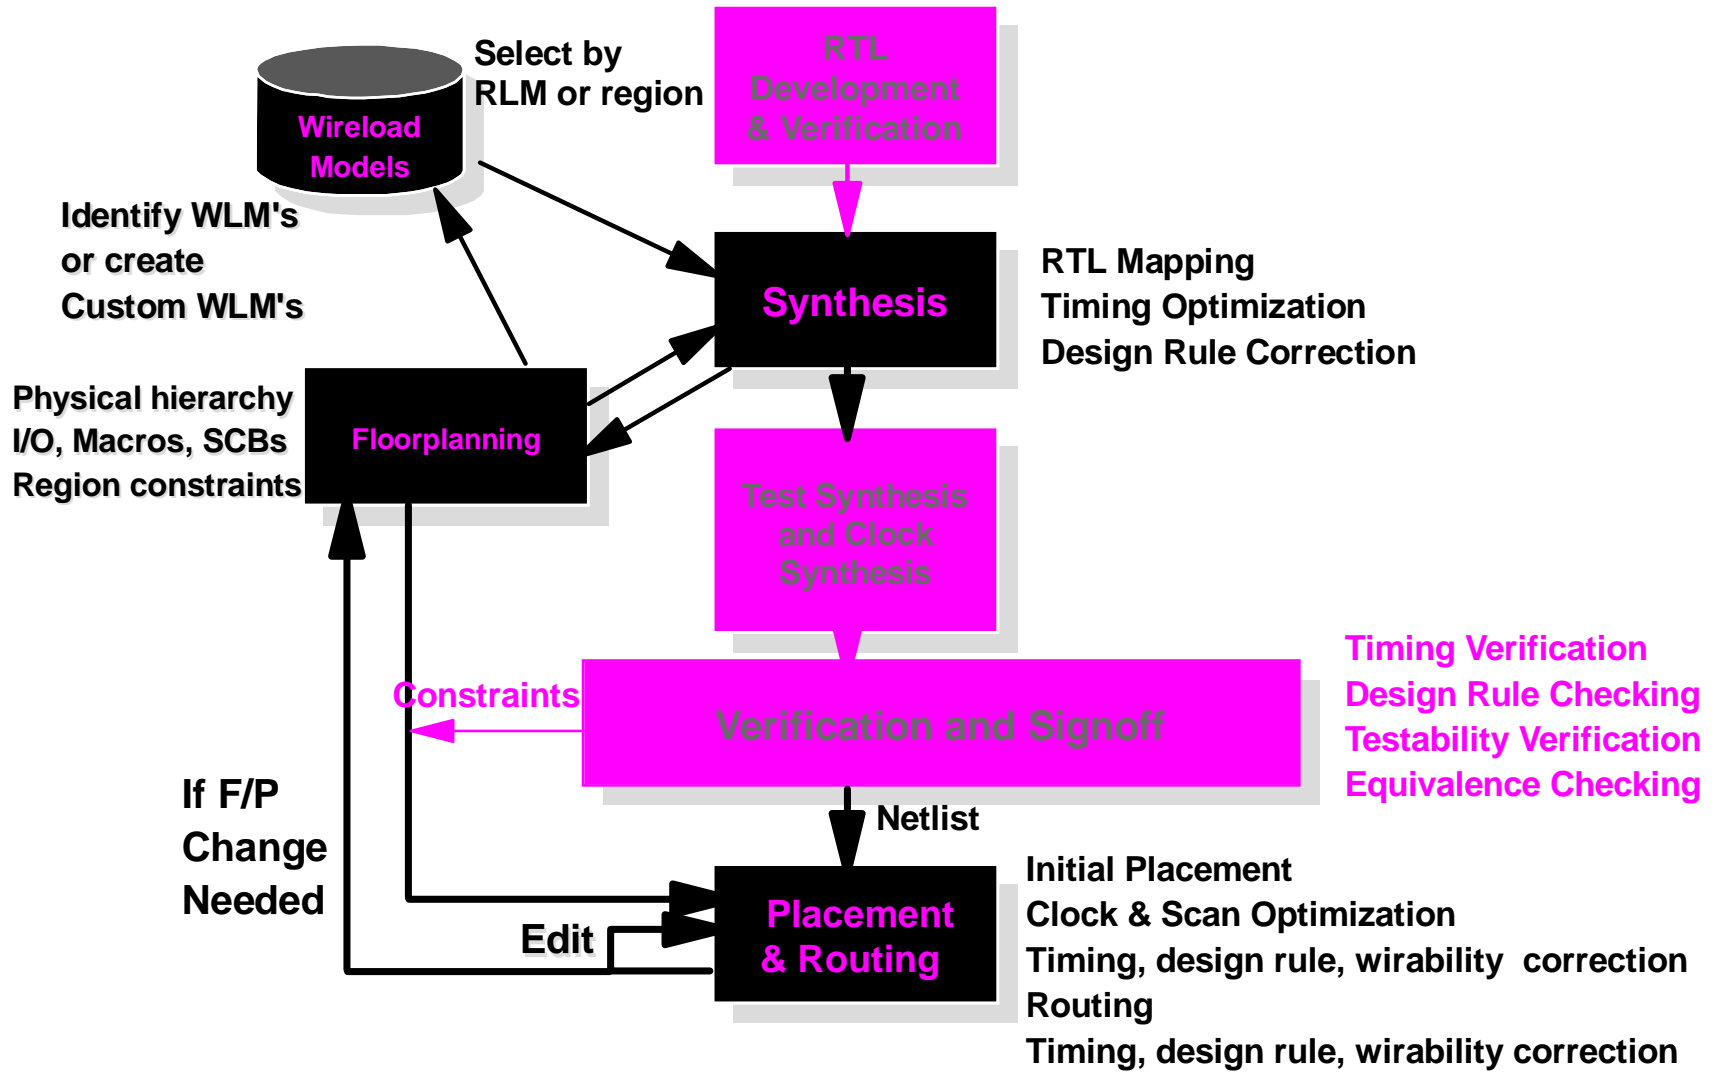 Select by
RLM or region
RTL
Development
& Verification
Wireload
Models
Identify WLM's
or create
Custom WLM's
Synthesis
RTL Mapping
Timing Optimization
Design Rule Correction
Physical hierarchy
I/O, Macros, SCBs
Region constraints
Floorplanning
Test Synthesis
and Clock
Synthesis
Constraints
Verification and Signoff
Timing Verification
Design Rule Checking
Testability Verification
Equivalence Checking
If F/P
Change
Needed
Netlist
Edit
Placement
& Routing
Initial Placement
Clock & Scan Optimization
Timing, design rule, wirability  correction
Routing
Timing, design rule, wirability correction